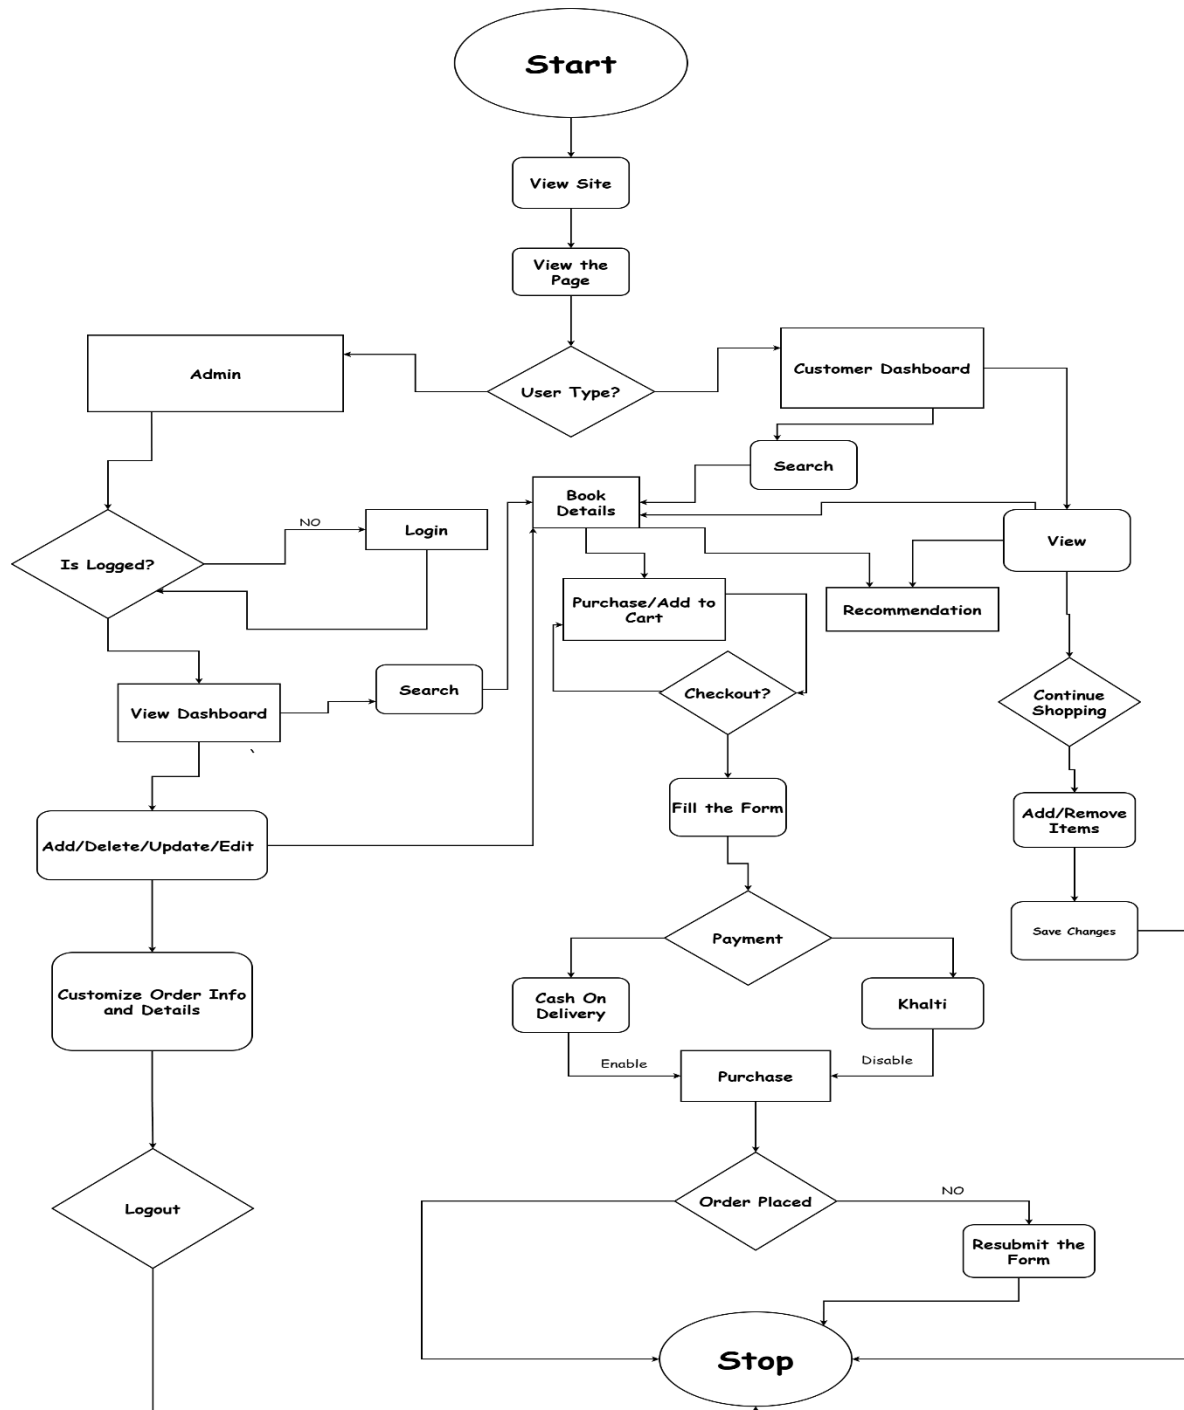 Start
View Site
View the
Page
Admin
User Type?
Customer Dashboard
Search
Book
Details
NO
Login
Is Logged?
View
Purchase/Add to
Cart
Recommendation
Search
Checkout?
View Dashboard
Continue
Shopping
`
Fill the Form
Add/Remove
Items
Add/Delete/Update/Edit
Payment
Save Changes
Customize Order Info
and Details
Cash On
Delivery
Khalti
Enable
Disable
Purchase
Logout
Order Placed
NO
Resubmit the
Form
Stop